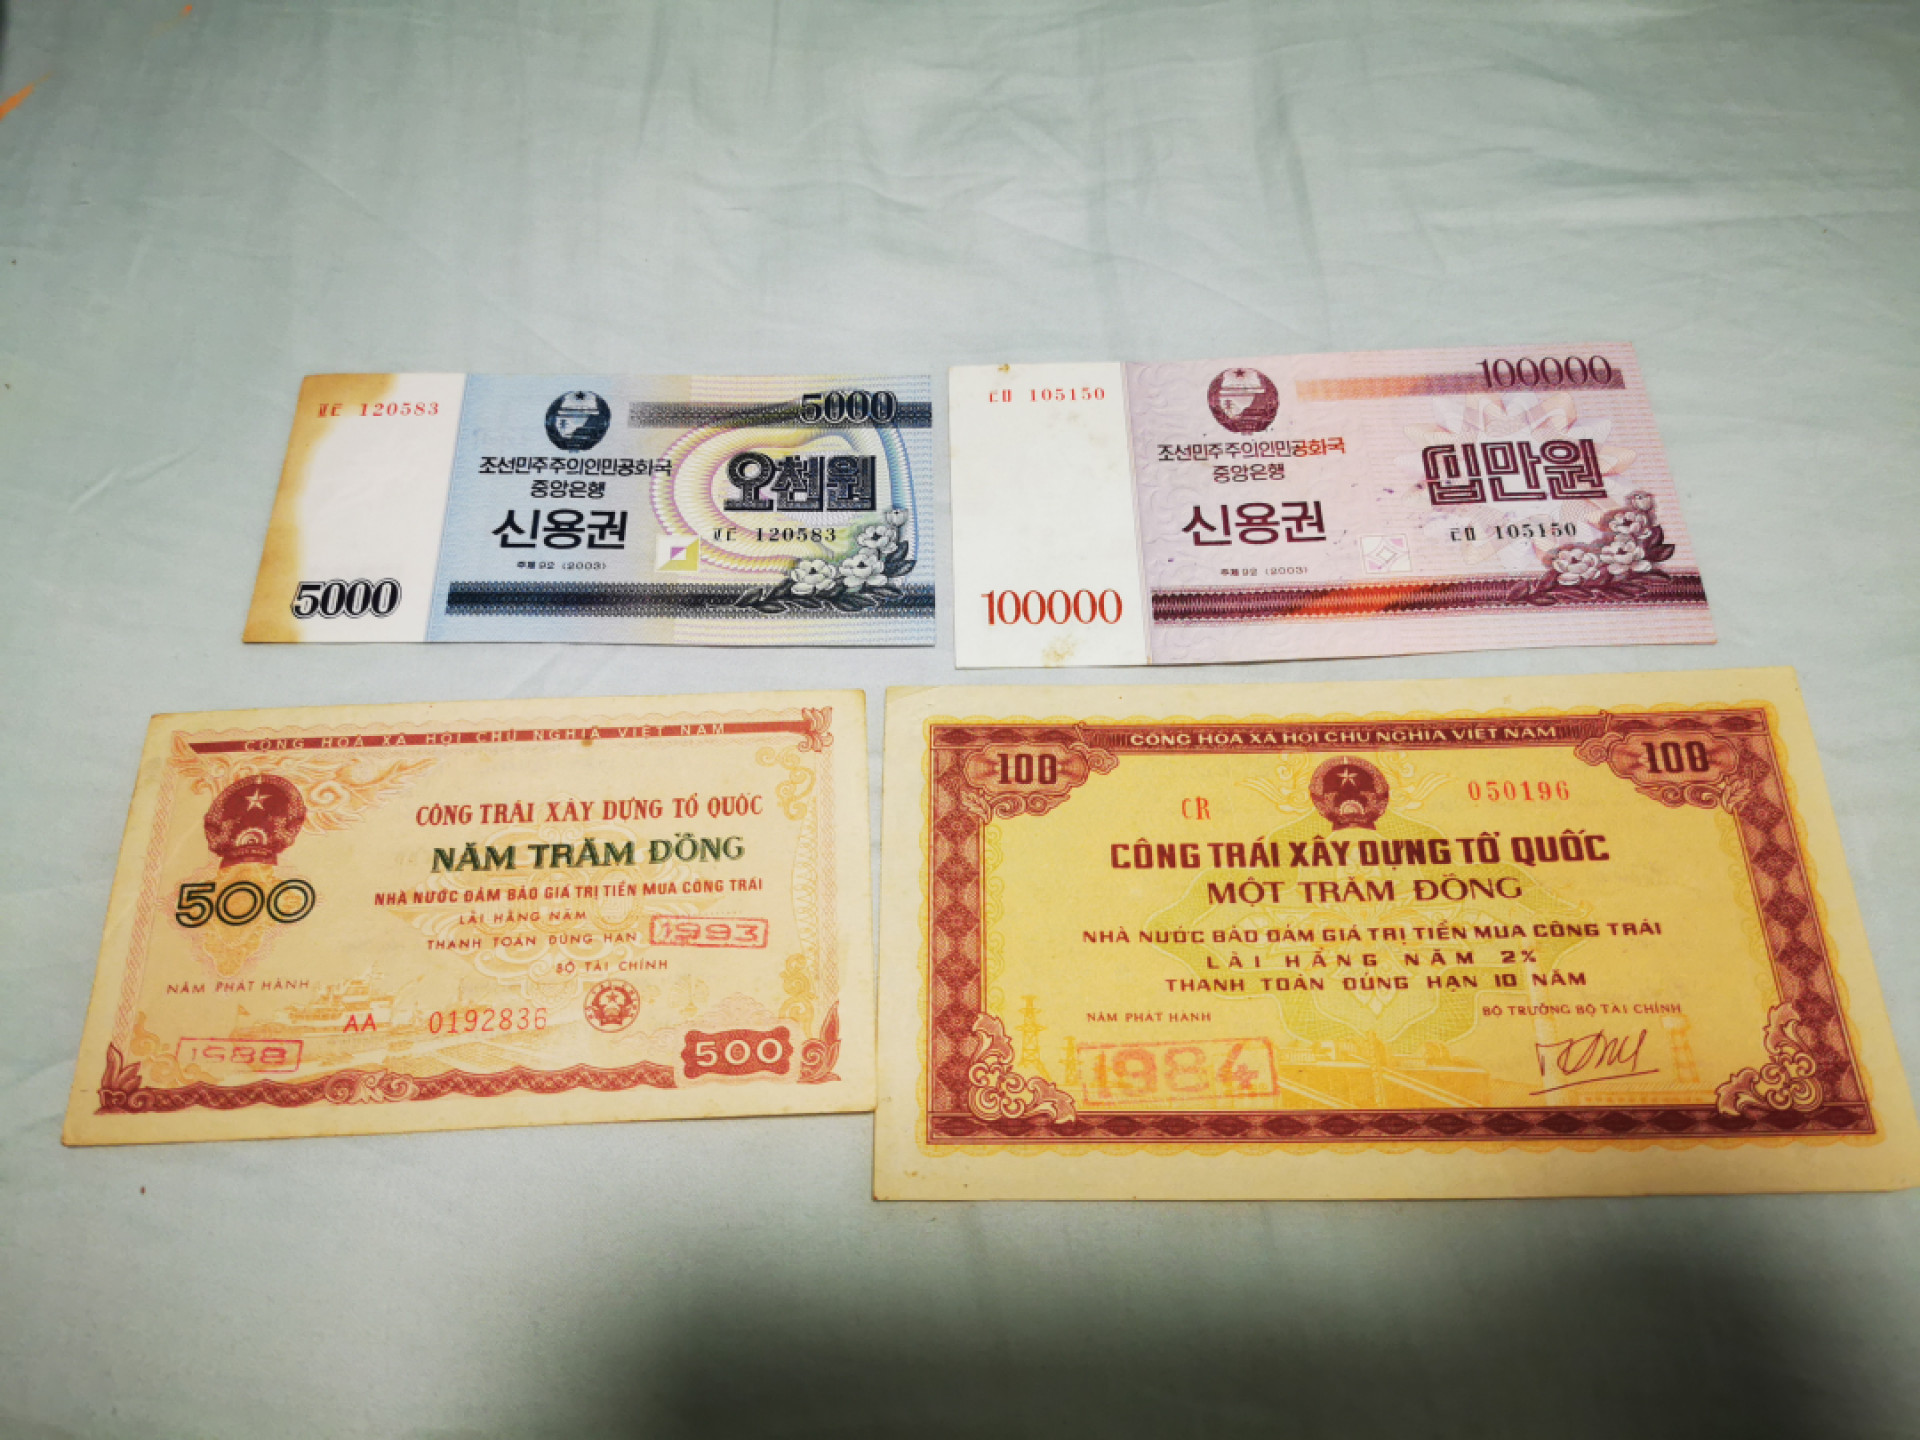 120583
5000
조선민주주의인민공화국
중앙은행
오천원
신용권
120583
주체92 (2003)
5000
105150
100000
조선민주주의인민공화국
중앙은행
십만원
신용권
105150
주체92 (2003)
100000
CỘNG HOÀ XÃ HỘI CHỦ NGHĨA VIỆT NAM
CÔNG TRÁI XÂY DỰNG TỔ QUỐC
NĂM TRĂM ĐỒNG
500
NHÀ NƯỚC ĐẢM BẢO GIÁ TRỊ TIỀN MUA CÔNG TRÁI
LÃI HẰNG NĂM
THANH TOÁN ĐÚNG HẠN 1993
BỘ TÀI CHÍNH
NĂM PHÁT HÀNH
AA 0192836
1988
500
CỘNG HÒA XÃ HỘI CHỦ NGHĨA VIỆT NAM
100
100
CR
050196
CÔNG TRÁI XÂY DỰNG TỔ QUỐC
MỘT TRĂM ĐỒNG
NHÀ NƯỚC BẢO ĐẢM GIÁ TRỊ TIỀN MUA CÔNG TRÁI
LÃI HẰNG NĂM 2%
THANH TOÁN ĐÚNG HẠN 10 NĂM
NĂM PHÁT HÀNH
BỘ TRƯỞNG BỘ TÀI CHÍNH
1984